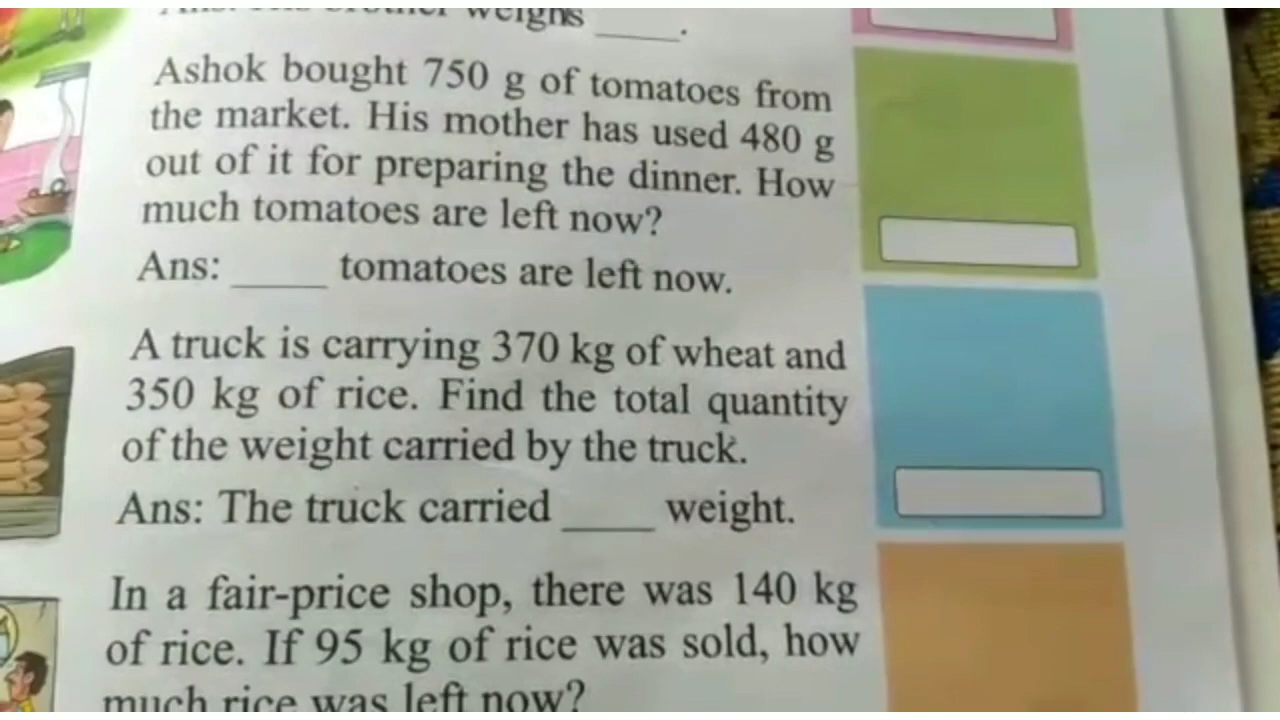 weighs ____.
Ashok bought 750 g of tomatoes from
the market. His mother has used 480 g
out of it for preparing the dinner. How
much tomatoes are left now?
Ans: ____ tomatoes are left now.
A truck is carrying 370 kg of wheat and
350 kg of rice. Find the total quantity
of the weight carried by the truck.
Ans: The truck carried ____ weight.
In a fair-price shop, there was 140 kg
of rice. If 95 kg of rice was sold, how
much rice was left now?